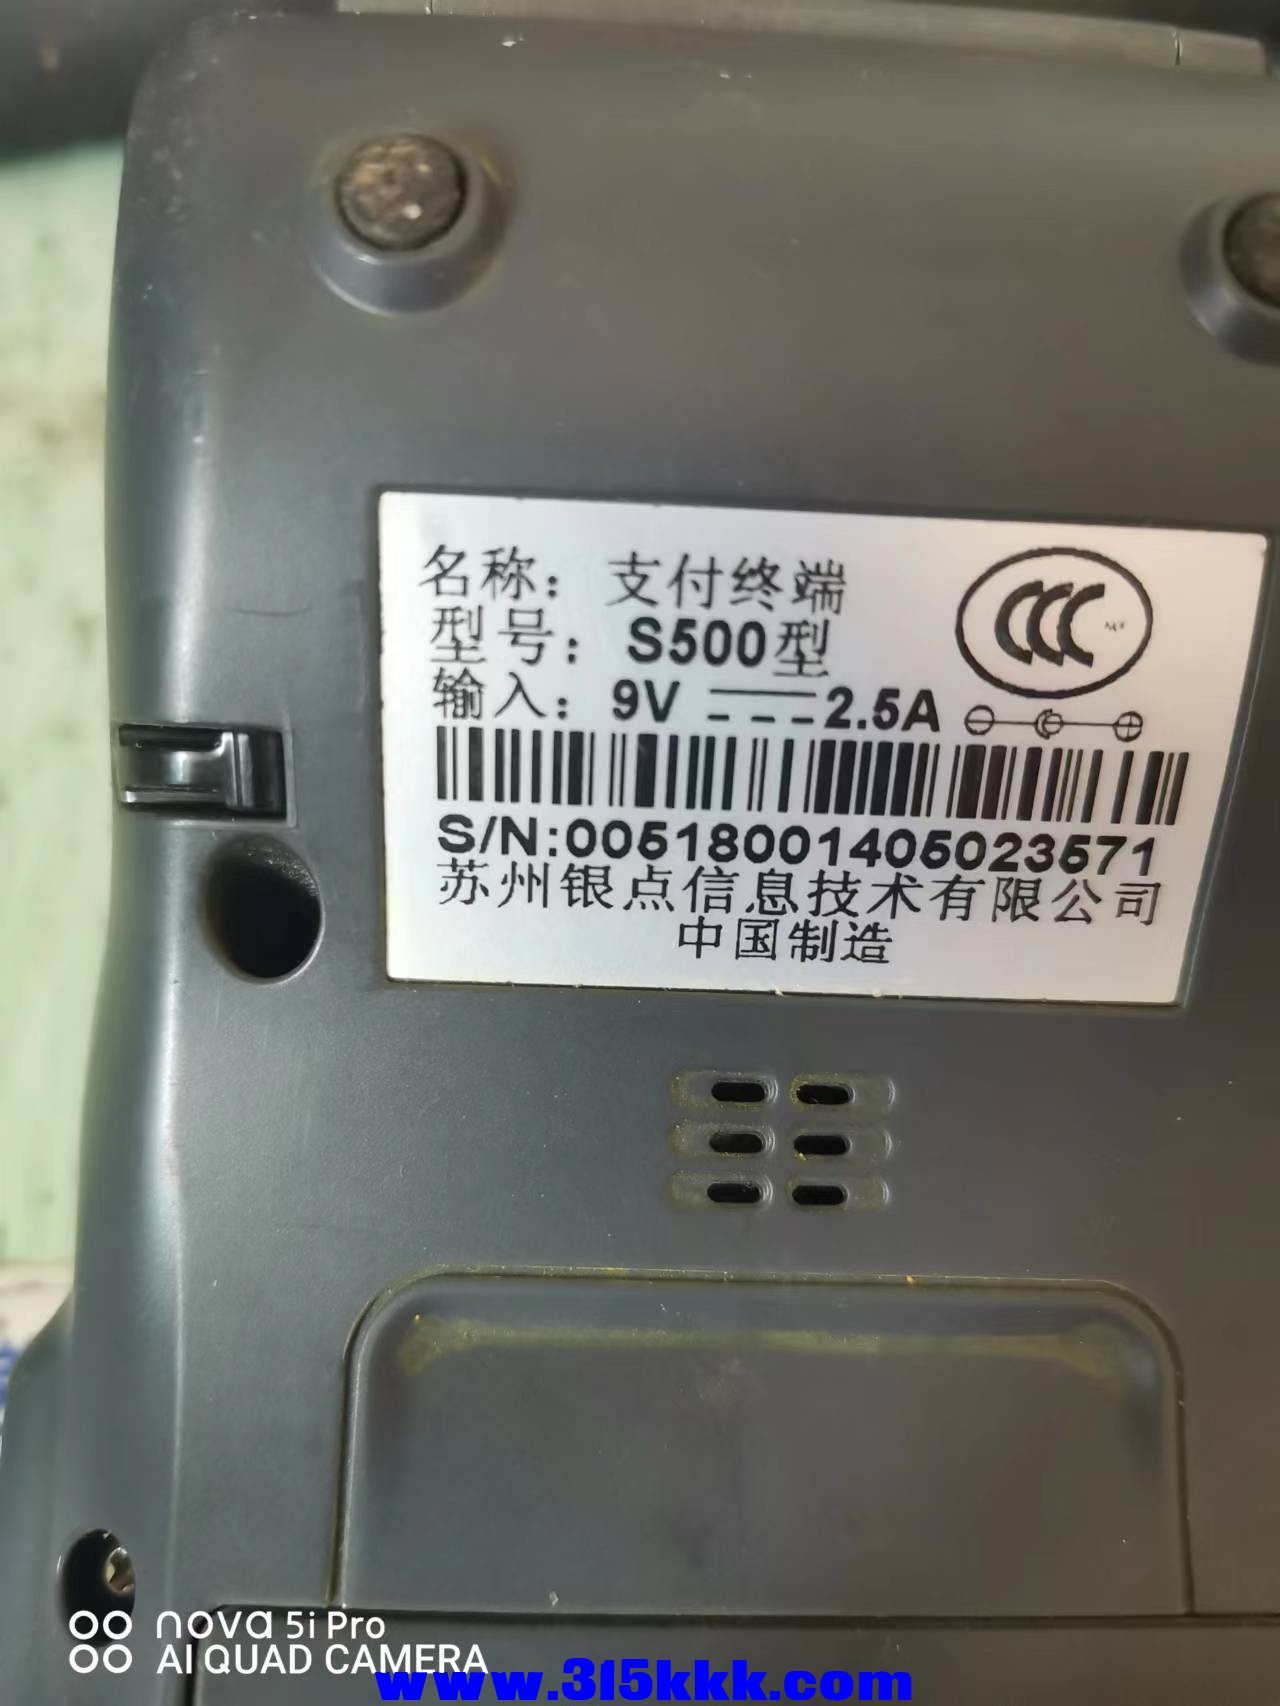 名称：支付终端
型号：S500型
输入：9V 2.5A
CCC
S/N:00518001405023571
苏州银点信息技术有限公司
中国制造
nova 5i Pro
AI QUAD CAMERA
www.315kkk.com